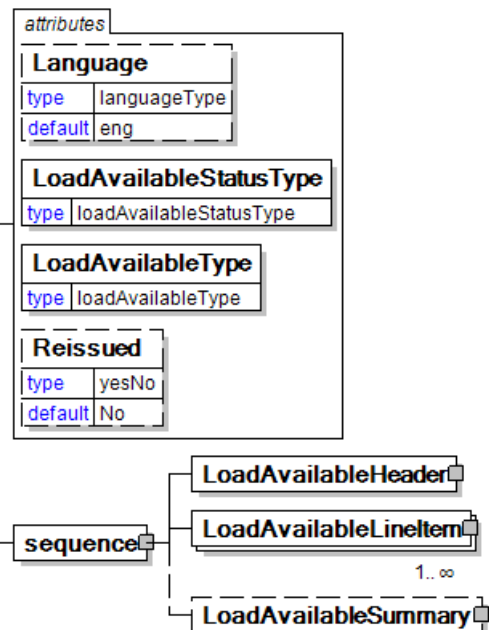 attributes
Language
type languageType
default eng
LoadAvailableStatusType
type loadAvailableStatusType
LoadAvailableType
type loadAvailableType
Reissued
type yesNo
default No
LoadAvailableHeader
LoadAvailableLineItem
1..∞
sequence
LoadAvailableSummary